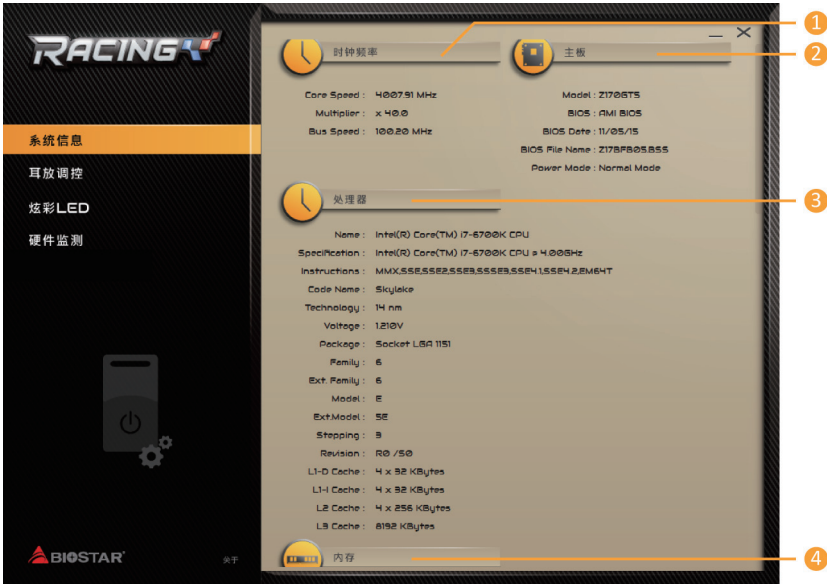 RACING
1
2
3
4
系统信息
耳放调控
炫彩LED
硬件监测
BIOSTAR
关于
时钟频率
Core Speed : 4007.91 MHz
Multiplier : x 40.0
Bus Speed : 100.20 MHz
主板
Model : Z170GT5
BIOS : AMI BIOS
BIOS Date : 11/05/15
BIOS File Name : Z17BFB05.BSS
Power Mode : Normal Mode
处理器
Name : Intel(R) Core(TM) i7-6700K CPU
Specification : Intel(R) Core(TM) i7-6700K CPU @ 4.00GHz
Instructions : MMX,SSE,SSE2,SSE3,SSSE3,SSE4.1,SSE4.2,EM64T
Code Name : Skylake
Technology : 14 nm
Voltage : 1.210V
Package : Socket LGA 1151
Family : 6
Ext. Family : 6
Model : E
Ext.Model : 5E
Stepping : 3
Revision : R0 /S0
L1-D Cache : 4 x 32 KBytes
L1-I Cache : 4 x 32 KBytes
L2 Cache : 4 x 256 KBytes
L3 Cache : 8192 KBytes
内存